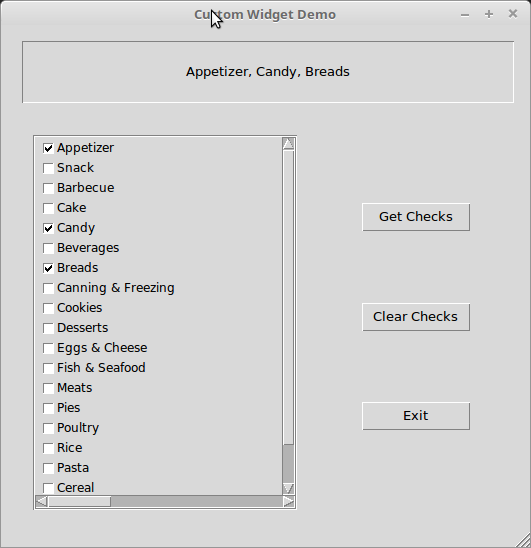 Custom Widget Demo
Appetizer, Candy, Breads
Appetizer
Snack
Barbecue
Cake
Candy
Beverages
Breads
Canning & Freezing
Cookies
Desserts
Eggs & Cheese
Fish & Seafood
Meats
Pies
Poultry
Rice
Pasta
Cereal
Get Checks
Clear Checks
Exit